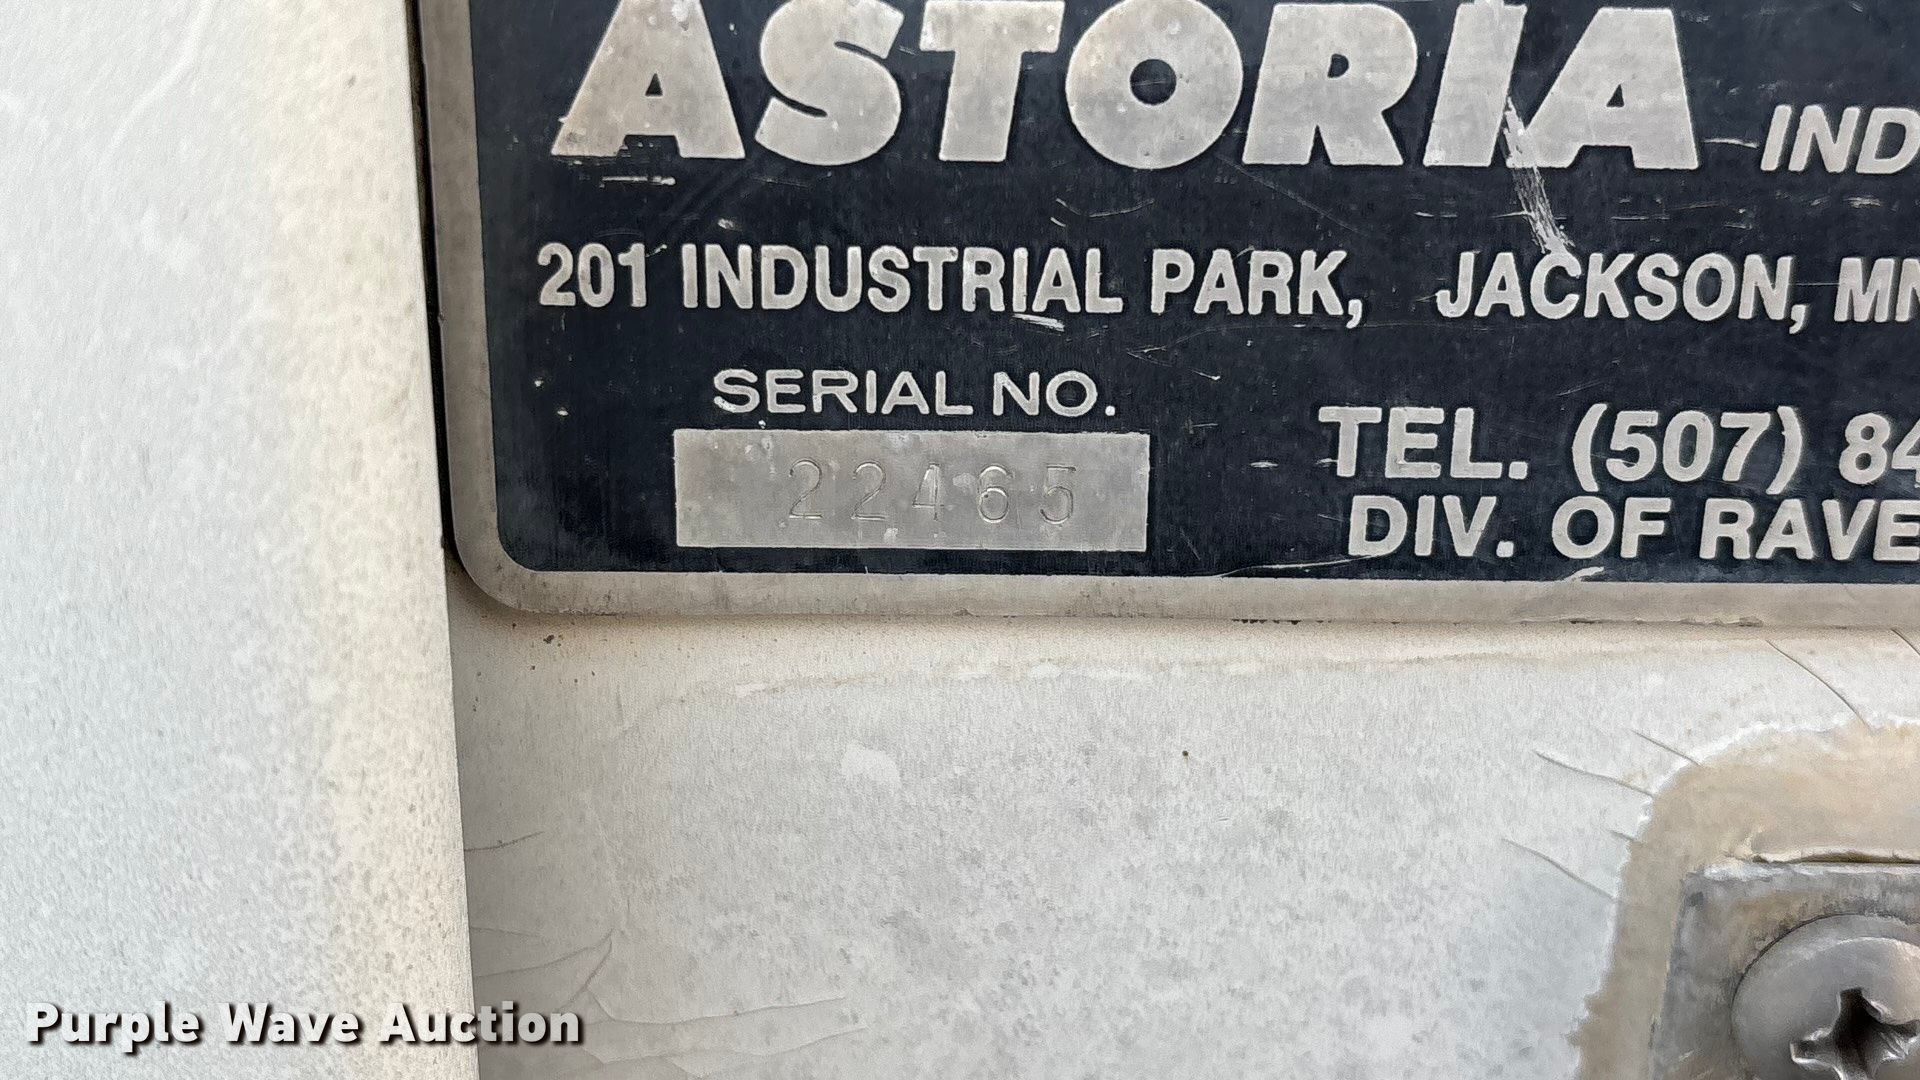 ASTORIA IND
201 INDUSTRIAL PARK, JACKSON, MN
SERIAL NO.
22465
TEL. (507) 84
DIV. OF RAVE
Purple Wave Auction